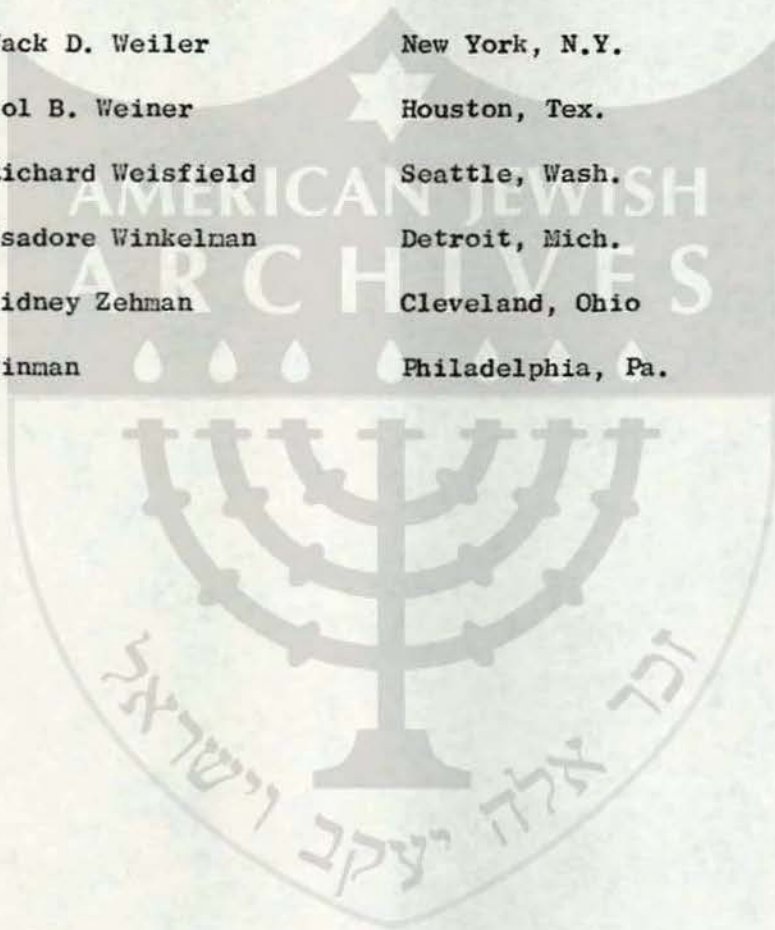 ack D. Weiler New York, N.Y.
ol B. Weiner Houston, Tex.
ichard Weisfield Seattle, Wash.
AMERICAN JEWISH
sadore Winkelman Detroit, Mich.
ARCHIVES
idney Zehman Cleveland, Ohio
inman Philadelphia, Pa.
זכר אלה יעקב וישראל